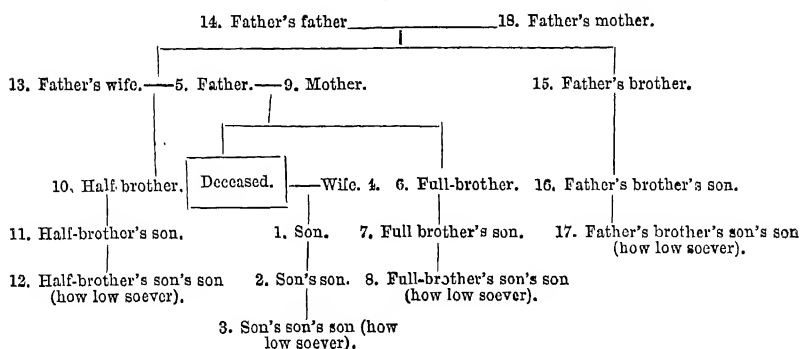 14. Father's father 18. Father's mother.
13. Father's wife. 5. Father. 9. Mother. 15. Father's brother.
10. Half-brother. Deceased. Wife. 4. 6. Full-brother. 16. Father's brother's son.
11. Half-brother's son. 1. Son. 7. Full brother's son. 17. Father's brother's son's son
(how low soever).
12. Half-brother's son's son 2. Son's son. 8. Full-brother's son's son
(how low soever). (how low soever).
3. Son's son's son (how
low soever).